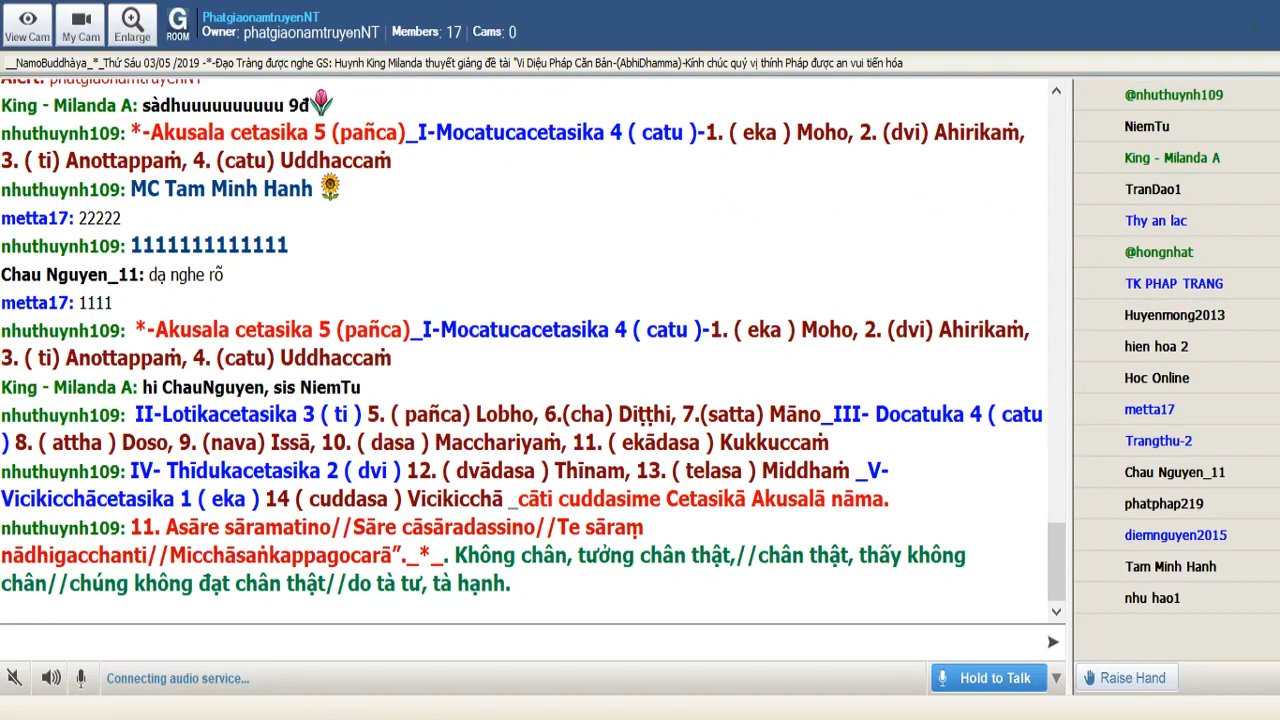 PhatgiaonamtruyenNT
Owner: phatgiaonamtruyenNT Members: 17 Cams: 0
View Cam My Cam Enlarge G ROOM
__NamoBuddhàya_*_Thứ Sáu 03/05 /2019 -*-Đạo Tràng được nghe GS: Huynh King Milanda thuyết giảng đề tài "Vi Diệu Pháp Căn Bản-(AbhiDhamma)-Kính chúc quý vị thính Pháp được an vui tiến hóa
Alert: phatgiaonamtruyenNT
King - Milanda A: sàdhuuuuuuuuuu 9đ
nhuthuynh109: *-Akusala cetasika 5 (pañca)_I-Mocatucacetasika 4 ( catu )-1. ( eka ) Moho, 2. (dvi) Ahirikaṁ,
3. ( ti) Anottappaṁ, 4. (catu) Uddhaccaṁ
nhuthuynh109: MC Tam Minh Hanh
metta17: 22222
nhuthuynh109: 1111111111111
Chau Nguyen_11: dạ nghe rõ
metta17: 1111
nhuthuynh109: *-Akusala cetasika 5 (pañca)_I-Mocatucacetasika 4 ( catu )-1. ( eka ) Moho, 2. (dvi) Ahirikaṁ,
3. ( ti) Anottappaṁ, 4. (catu) Uddhaccaṁ
King - Milanda A: hi ChauNguyen, sis NiemTu
nhuthuynh109: II-Lotikacetasika 3 ( ti ) 5. ( pañca) Lobho, 6.(cha) Diṭṭhi, 7.(satta) Māno_III- Docatuka 4 ( catu
) 8. ( attha ) Doso, 9. (nava) Issā, 10. ( dasa ) Macchariyaṁ, 11. ( ekādasa ) Kukkuccaṁ
nhuthuynh109: IV- Thīdukacetasika 2 ( dvi ) 12. ( dvādasa ) Thīnam, 13. ( telasa ) Middhaṁ _V-
Vicikicchācetasika 1 ( eka ) 14 ( cuddasa ) Vicikicchā _cāti cuddasime Cetasikā Akusalā nāma.
nhuthuynh109: 11. Asāre sāramatino//Sāre cāsāradassino//Te sāraṃ
nādhigacchanti//Micchāsaṅkappagocarā”._*_. Không chân, tưởng chân thật,//chân thật, thấy không
chân//chúng không đạt chân thật//do tà tư, tà hạnh.
Connecting audio service...
Hold to Talk
@nhuthuynh109
NiemTu
King - Milanda A
TranDao1
Thy an lac
@hongnhat
TK PHAP TRANG
Huyenmong2013
hien hoa 2
Hoc Online
metta17
Trangthu-2
Chau Nguyen_11
phatphap219
diemnguyen2015
Tam Minh Hanh
nhu hao1
Raise Hand